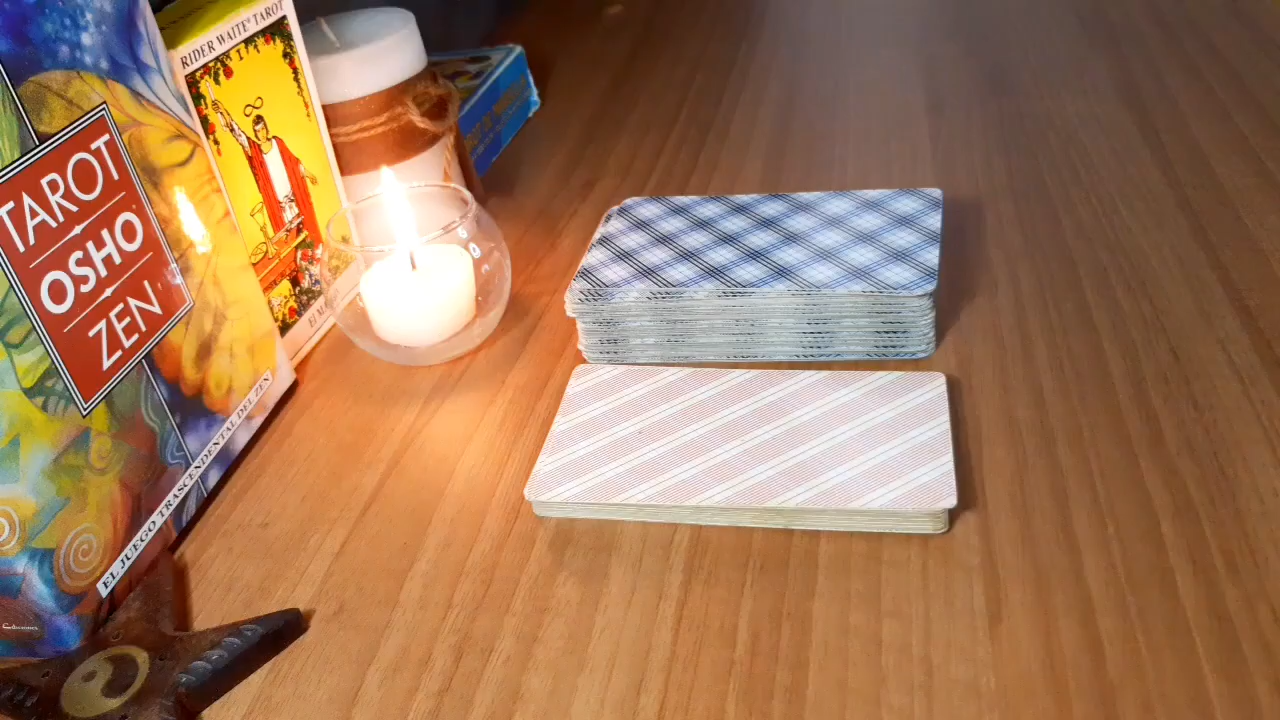 TAROT
OSHO
ZEN
EL JUEGO TRASCENDENTAL DEL ZEN
RIDER WAITE® TAROT
I